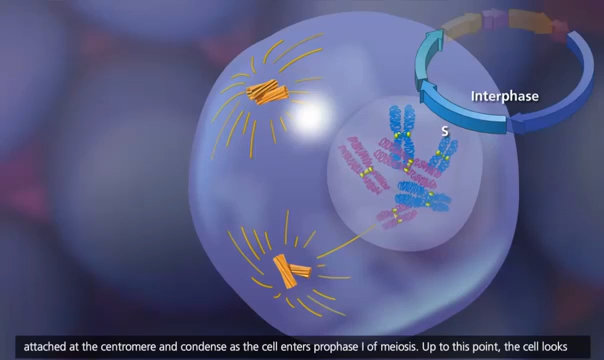 Interphase
S
attached at the centromere and condense as the cell enters prophase I of meiosis. Up to this point, the cell looks